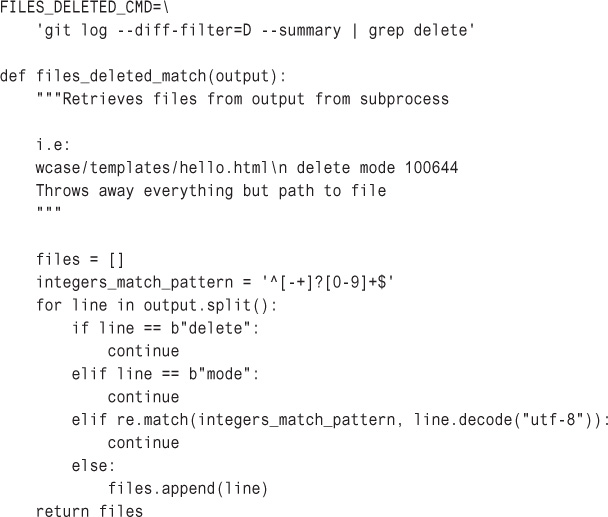 FILES_DELETED_CMD=\
    'git log --diff-filter=D --summary | grep delete'

def files_deleted_match(output):
    """Retrieves files from output from subprocess

    i.e:
    wcase/templates/hello.html\n delete mode 100644
    Throws away everything but path to file
    """

    files = []
    integers_match_pattern = '^[-+]?[0-9]+$'
    for line in output.split():
        if line == b"delete":
            continue
        elif line == b"mode":
            continue
        elif re.match(integers_match_pattern, line.decode("utf-8")):
            continue
        else:
            files.append(line)
    return files